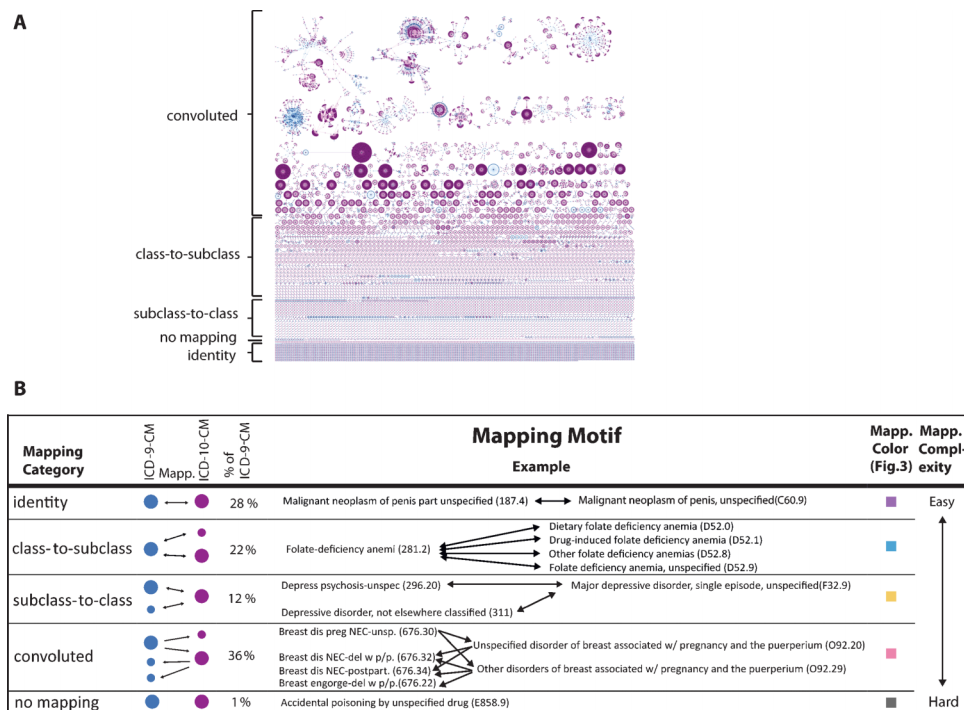 A
convoluted
class-to-subclass
subclass-to-class
no mapping
identity
B
Mapping Category
ICD-9-CM
Mapp.
ICD-10-CM
% of ICD-9-CM
Mapping Motif
Example
Mapp. Color (Fig.3)
Mapp. Compl-exity
identity
28 %
Malignant neoplasm of penis part unspecified (187.4)
Malignant neoplasm of penis, unspecified(C60.9)
Easy
class-to-subclass
22 %
Folate-deficiency anemi (281.2)
Dietary folate deficiency anemia (D52.0)
Drug-induced folate deficiency anemia (D52.1)
Other folate deficiency anemias (D52.8)
Folate deficiency anemia, unspecified (D52.9)
subclass-to-class
12 %
Depress psychosis-unspec (296.20)
Major depressive disorder, single episode, unspecified(F32.9)
Depressive disorder, not elsewhere classified (311)
convoluted
36%
Breast dis preg NEC-unsp. (676.30)
Unspecified disorder of breast associated w/ pregnancy and the puerperium (O92.20)
Breast dis NEC-del w p/p. (676.32)
Breast dis NEC-postpart. (676.34)
Other disorders of breast associated w/ pregnancy and the puerperium (O92.29)
Breast engorge-del w p/p.(676.22)
no mapping
1 %
Accidental poisoning by unspecified drug (E858.9)
Hard